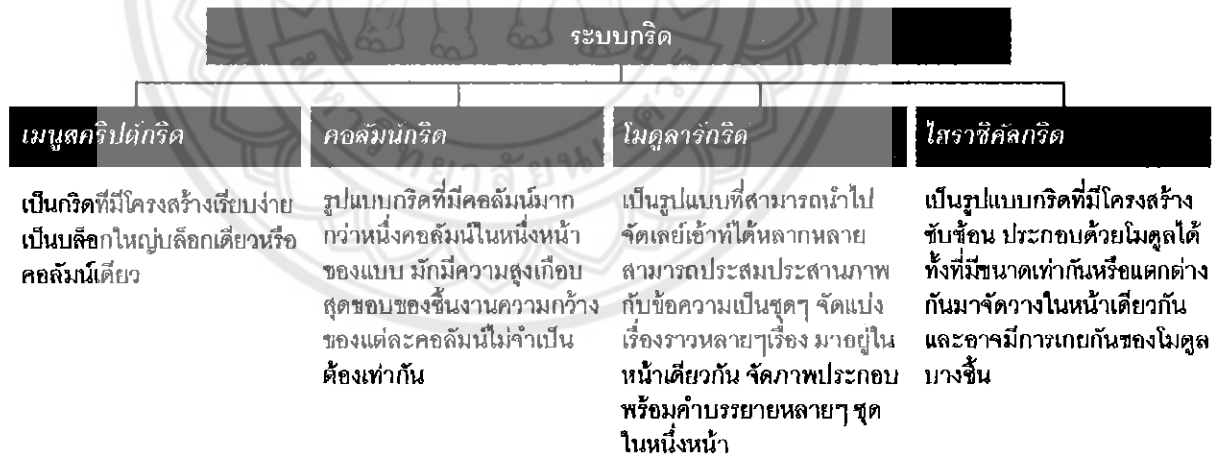 ระบบกริด
เมนูสคริปต์กริด
เป็นกริดที่มีโครงสร้างเรียบง่าย
เป็นบล็อกใหญ่บล็อกเดียวหรือ
คอลัมน์เดียว
คอลัมน์กริด
รูปแบบกริดที่มีคอลัมน์มาก
กว่าหนึ่งคอลัมน์ในหนึ่งหน้า
ของแบบ มักมีความสูงเกือบ
สุดขอบของชิ้นงานความกว้าง
ของแต่ละคอลัมน์ไม่จำเป็น
ต้องเท่ากัน
โมดูลาร์กริด
เป็นรูปแบบที่สามารถนำไป
จัดเลย์เอ้าท์ได้หลากหลาย
สามารถประสมประสานภาพ
กับข้อความเป็นชุดๆ จัดแบ่ง
เรื่องราวหลายๆเรื่อง มาอยู่ใน
หน้าเดียวกัน จัดภาพประกอบ
พร้อมคำบรรยายหลายๆ ชุด
ในหนึ่งหน้า
ไฮราซิคัลกริด
เป็นรูปแบบกริดที่มีโครงสร้าง
ซับซ้อน ประกอบด้วยโมดูลได้
ทั้งที่มีขนาดเท่ากันหรือแตกต่าง
กันมาจัดวางในหน้าเดียวกัน
และอาจมีการเกยกันของโมดูล
บางชิ้น